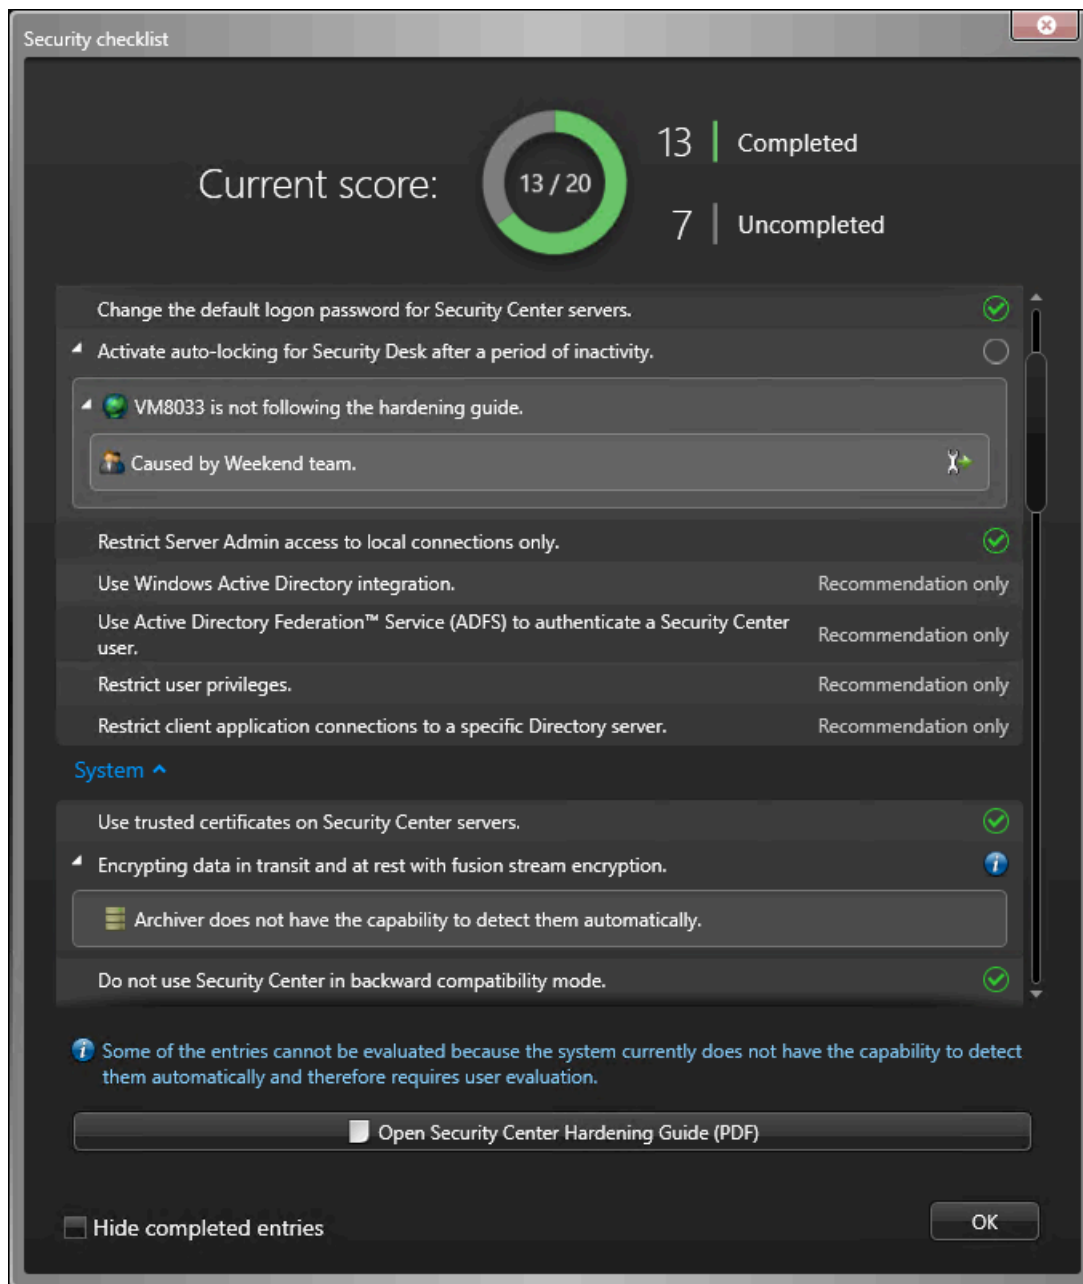 Security checklist
Current score:
13 / 20
13 Completed
7 Uncompleted
Change the default logon password for Security Center servers.
Activate auto-locking for Security Desk after a period of inactivity.
VM8033 is not following the hardening guide.
Caused by Weekend team.
Restrict Server Admin access to local connections only.
Use Windows Active Directory integration. Recommendation only
Use Active Directory Federation™ Service (ADFS) to authenticate a Security Center
user. Recommendation only
Restrict user privileges. Recommendation only
Restrict client application connections to a specific Directory server. Recommendation only
System
Use trusted certificates on Security Center servers.
Encrypting data in transit and at rest with fusion stream encryption.
Archiver does not have the capability to detect them automatically.
Do not use Security Center in backward compatibility mode.
Some of the entries cannot be evaluated because the system currently does not have the capability to detect
them automatically and therefore requires user evaluation.
Open Security Center Hardening Guide (PDF)
Hide completed entries
OK